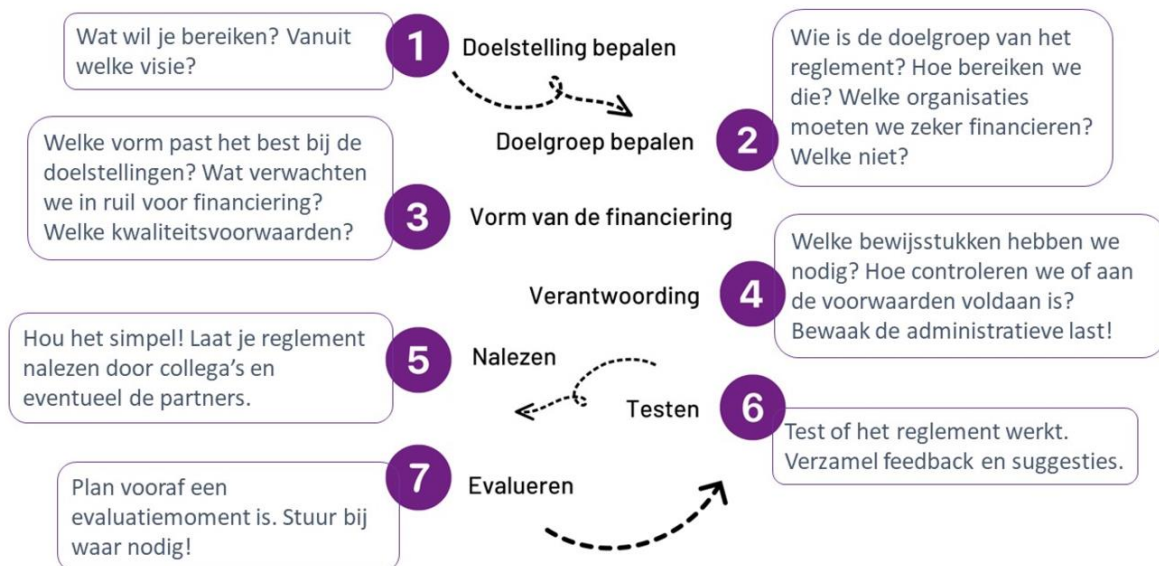 Wat wil je bereiken? Vanuit
welke visie?
1
Doelstelling bepalen
Doelgroep bepalen
2
Wie is de doelgroep van het
reglement? Hoe bereiken we
die? Welke organisaties
moeten we zeker financieren?
Welke niet?
Welke vorm past het best bij de
doelstellingen? Wat verwachten
we in ruil voor financiering?
Welke kwaliteitsvoorwaarden?
3
Vorm van de financiering
Verantwoording
4
Welke bewijsstukken hebben we
nodig? Hoe controleren we of aan
de voorwaarden voldaan is?
Bewaak de administratieve last!
Hou het simpel! Laat je reglement
nalezen door collega's en
eventueel de partners.
5
Nalezen
Testen
6
Test of het reglement werkt.
Verzamel feedback en suggesties.
Plan vooraf een
evaluatiemoment is. Stuur bij
waar nodig!
7
Evalueren